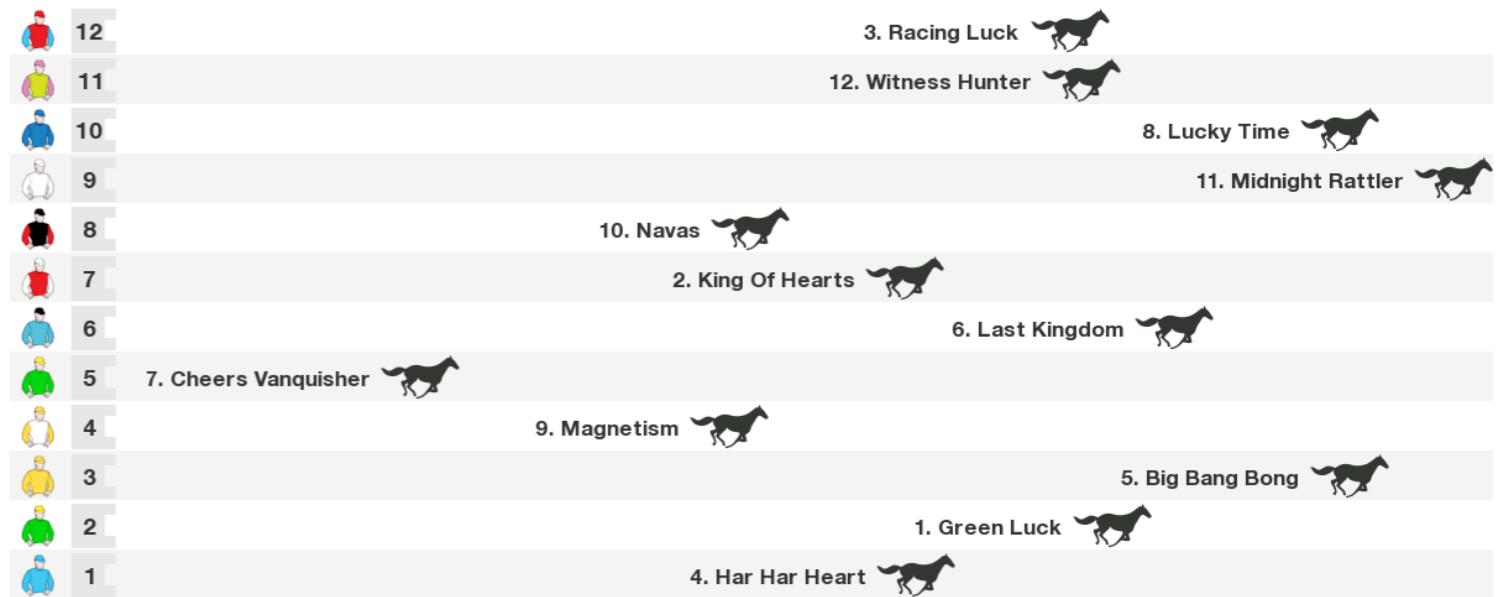 12 3. Racing Luck
11 12. Witness Hunter
10 8. Lucky Time
9 11. Midnight Rattler
8 10. Navas
7 2. King Of Hearts
6 6. Last Kingdom
5 7. Cheers Vanquisher
4 9. Magnetism
3 5. Big Bang Bong
2 1. Green Luck
1 4. Har Har Heart